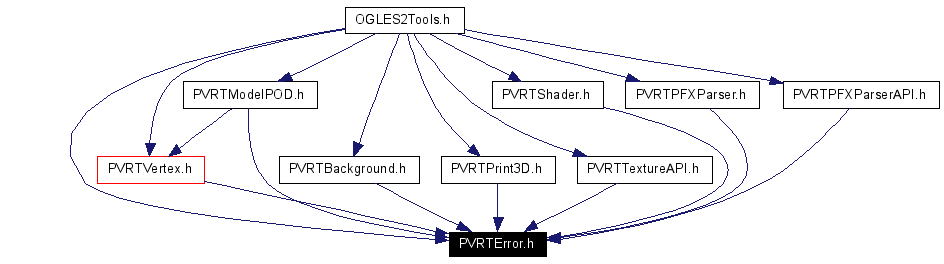 OGLES2Tools.h
PVRTModelPOD.h
PVRTShader.h
PVRTPFXParser.h
PVRTPFXParserAPI.h
PVRTVertex.h
PVRTBackground.h
PVRTPrint3D.h
PVRTTextureAPI.h
PVRTError.h